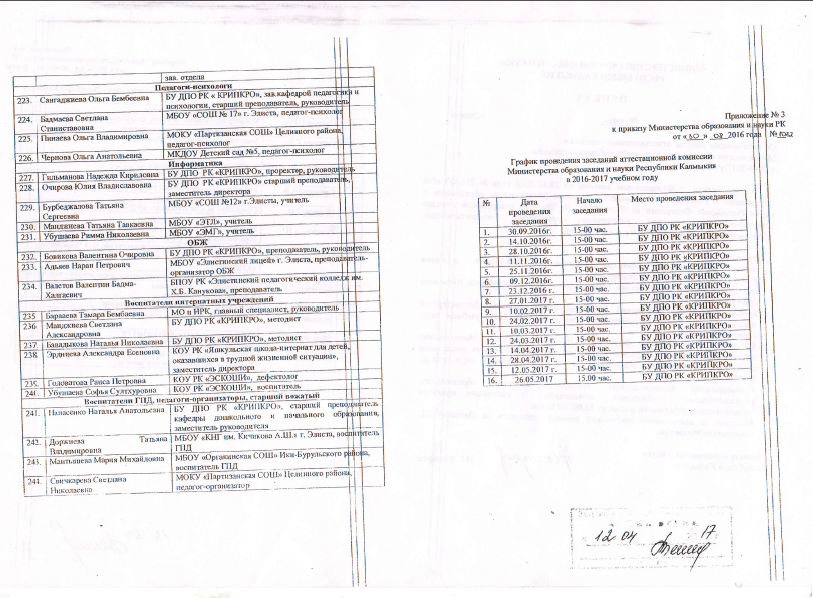 зав. отдела
Педагоги-психологи
223. Сангаджиева Ольга Бембеевна БУ ДПО РК « КРИПКРО», зав.кафедрой педагогики и
психологии, старший преподаватель, руководитель
224. Бадмаева Светлана МБОУ «СОШ № 17» г. Элиста, педагог-психолог
Станиславовна
225. Пинаева Ольга Владимировна МОКУ «Партизанская СОШ» Целинного района,
педагог-психолог
226. Чернова Ольга Анатольевна МКДОУ Детский сад №5, педагог-психолог
Информатика
227. Гильманова Надежда Кириловна БУ ДПО РК «КРИПКРО», проректор, руководитель
228. Очирова Юлия Владиславовна БУ ДПО РК «КРИПКРО» старший преподаватель,
заместитель директора
229. Бурбеджалова Татьяна МБОУ «СОШ №12» г.Элисты, учитель
Сергеевна
230. Манджиева Татьяна Тавкаевна МБОУ «ЭТЛ», учитель
231. Убушаева Римма Николаевна МБОУ «ЭМГ», учитель
ОБЖ
232. Бовикова Валентина Очировна БУ ДПО РК «КРИПКРО», преподаватель, руководитель
233. Адьяев Наран Петрович МБОУ «Элистинский лицей» г. Элиста, преподаватель-
организатор ОБЖ
234. Валетов Валентин Бадма- БПОУ РК «Элистинский педагогический колледж им.
Халгаевич Х.Б. Канукова», преподаватель
Воспитатели интернатных учреждений
235 Бараева Тамара Бембаевна МО и НРК, главный специалист, руководитель
236. Манджиева Светлана БУ ДПО РК «КРИПКРО», методист
Александровна
237. Бавадыкова Наталья Николаевна БУ ДПО РК «КРИПКРО», методист
238. Эрдниева Александра Есеновна КОУ РК «Яшкульская школа-интернат для детей,
оказавшихся в трудной жизненной ситуации»,
заместитель директора
239. Годоватова Раиса Петровна КОУ РК «ЭСКОШИ», дефектолог
240. Убушаева Софья Сулхуровна КОУ РК «ЭСКОШИ», воспитатель
Воспитатели ГПД, педагоги-организаторы, старший вожатый
241. Панасенко Наталья Анатольевна БУ ДПО РК «КРИПКРО», старший преподаватель
кафедры дошкольного и начального образования,
заместитель руководителя
242. Доржиева Татьяна МБОУ «КНГ им. Кичикова А.Ш.» г. Элиста, воспитатель
Владимировна ГПД
243. Мантышева Мария Михайловна МБОУ «Оргакинская СОШ» Ики-Бурульского района,
воспитатель ГПД
244. Свичкарева Светлана МОКУ «Партизанская СОШ» Целинного района,
Николаевна педагог-организатор
Приложение № 3
к приказу Министерства образования и науки РК
от « 30 » 08 2016 года №
График проведения заседаний аттестационной комиссии
Министерства образования и науки Республики Калмыкия
в 2016-2017 учебном году
№ Дата Начало Место проведения заседания
проведения заседания
заседания
1. 30.09.2016г. 15-00 час. БУ ДПО РК «КРИПКРО»
2. 14.10.2016г. 15-00 час. БУ ДПО РК «КРИПКРО»
3. 28.10.2016г. 15-00 час. БУ ДПО РК «КРИПКРО»
4. 11.11.2016г. 15-00 час. БУ ДПО РК «КРИПКРО»
5. 25.11.2016г. 15-00 час. БУ ДПО РК «КРИПКРО»
6. 09.12.2016г. 15-00 час. БУ ДПО РК «КРИПКРО»
7. 23.12.2016 г. 15-00 час. БУ ДПО РК «КРИПКРО»
8. 27.01.2017 г. 15-00 час. БУ ДПО РК «КРИПКРО»
9. 10.02.2017 г. 15-00 час. БУ ДПО РК «КРИПКРО»
10. 24.02.2017 г. 15-00 час. БУ ДПО РК «КРИПКРО»
11. 10.03.2017 г. 15-00 час. БУ ДПО РК «КРИПКРО»
12. 24.03.2017 г. 15-00 час. БУ ДПО РК «КРИПКРО»
13. 14.04.2017 г. 15-00 час. БУ ДПО РК «КРИПКРО»
14. 28.04.2017 г. 15-00 час. БУ ДПО РК «КРИПКРО»
15. 12.05.2017 г. 15-00 час. БУ ДПО РК «КРИПКРО»
16. 26.05.2017 15.00 час. БУ ДПО РК «КРИПКРО»
12 04 17